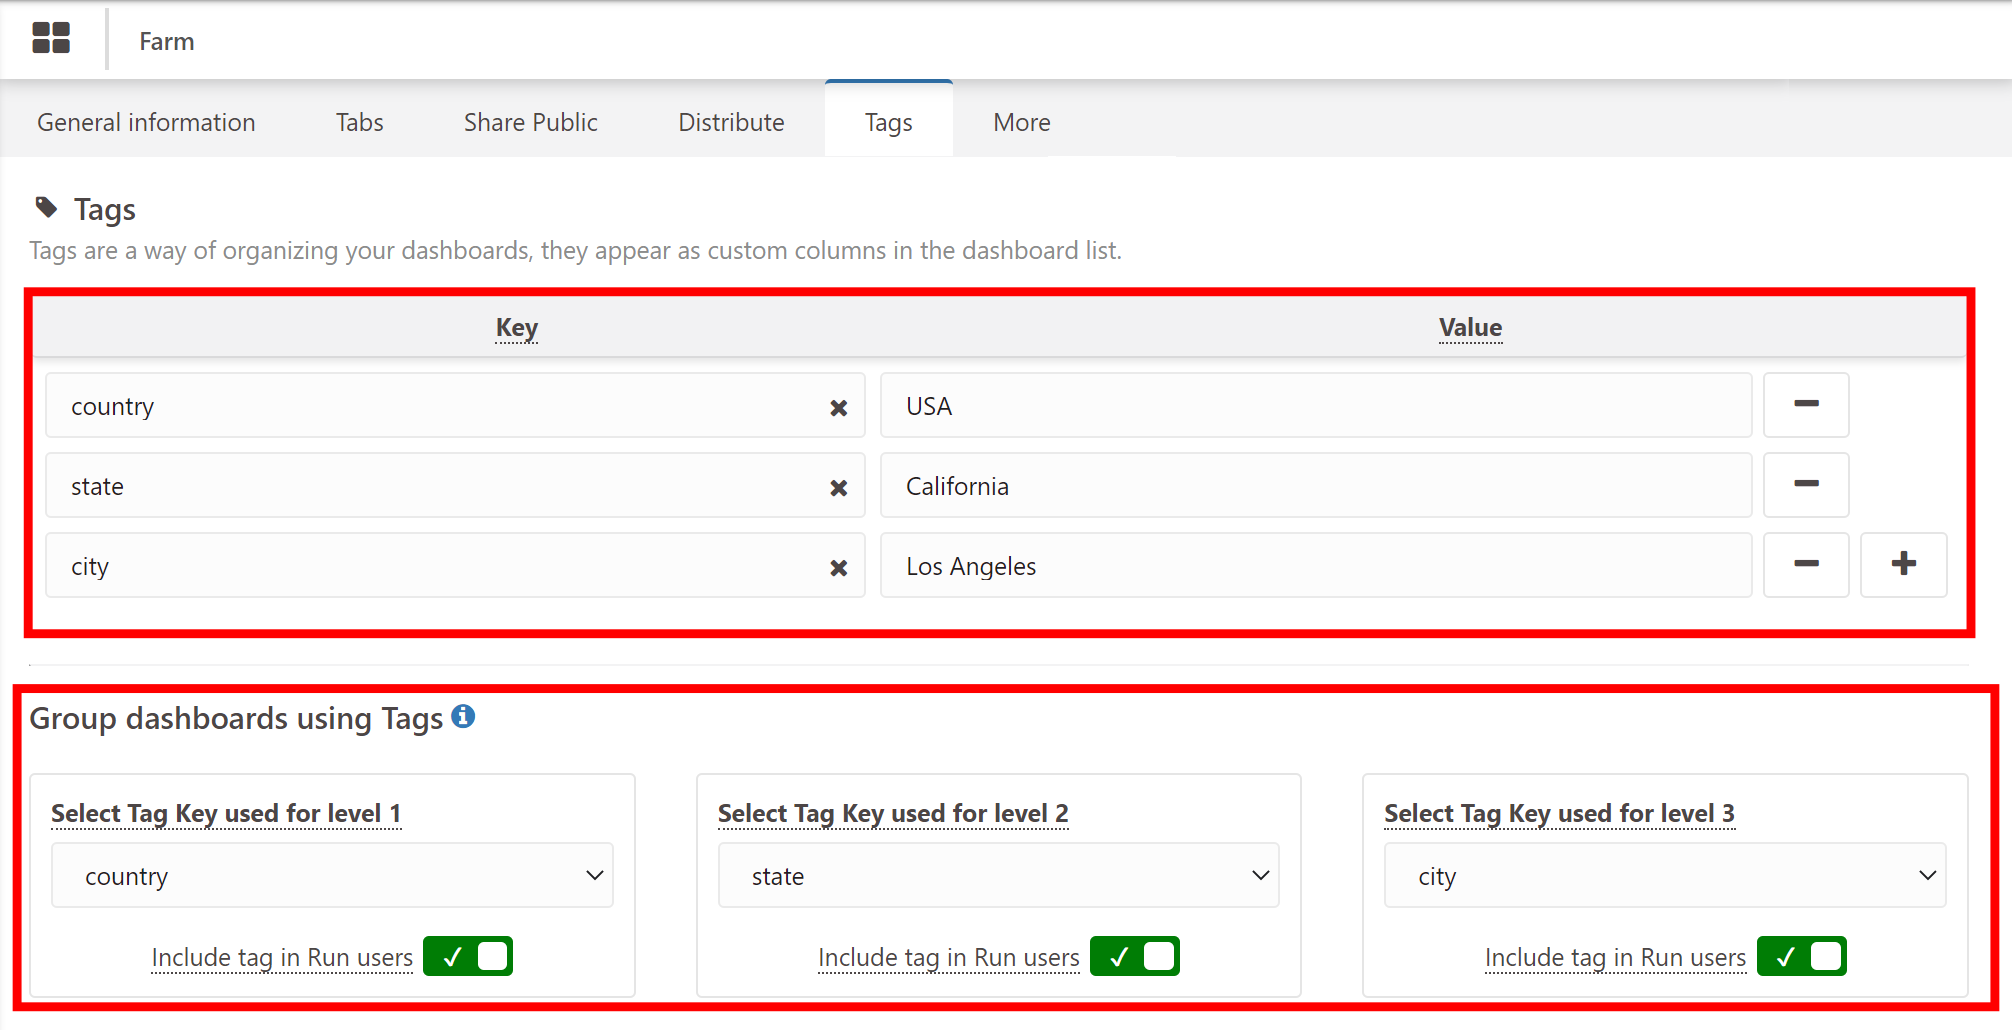 Farm
General information Tabs Share Public Distribute Tags More
Tags
Tags are a way of organizing your dashboards, they appear as custom columns in the dashboard list.
Key Value
country USA
state California
city Los Angeles
Group dashboards using Tags
Select Tag Key used for level 1 Select Tag Key used for level 2 Select Tag Key used for level 3
country state city
Include tag in Run users Include tag in Run users Include tag in Run users